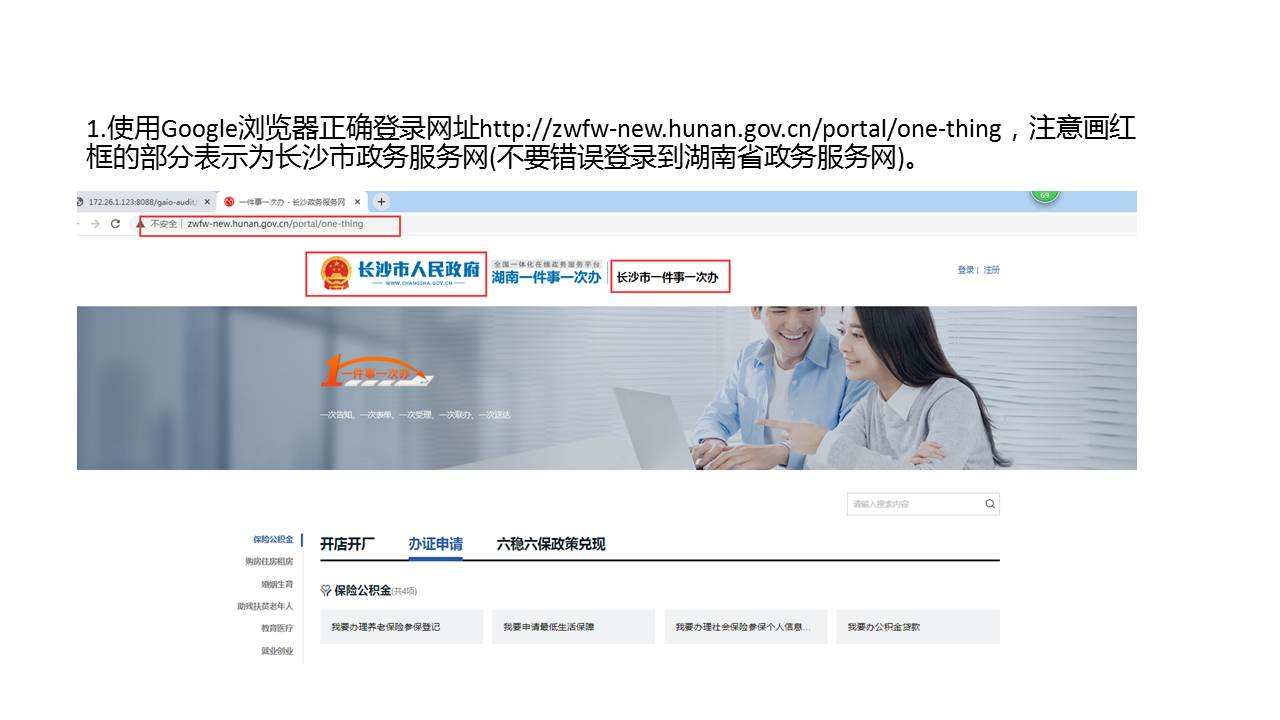 1.使用Google浏览器正确登录网址http://zwfw-new.hunan.gov.cn/portal/one-thing，注意画红
框的部分表示为长沙市政务服务网(不要错误登录到湖南省政务服务网)。
172.26.1.123:8088/gaio-audit/ 一件事一次办 - 长沙政务服务网
69
不安全 | zwfw-new.hunan.gov.cn/portal/one-thing
长沙市人民政府
WWW.CHANGSHA.GOV.CN
全国一体化在线政务服务平台
湖南一件事一次办
长沙市一件事一次办
登录 | 注册
1一件事一次办
一次告知、一次表单、一次受理、一次联办、一次送达
请输入搜索内容
保险公积金
购房住房租房
婚姻生育
助残扶贫老年人
教育医疗
就业创业
开店开厂 办证申请 六稳六保政策兑现
保险公积金(共4项)
我要办理养老保险参保登记 我要申请最低生活保障 我要办理社会保险参保个人信息... 我要办公积金贷款